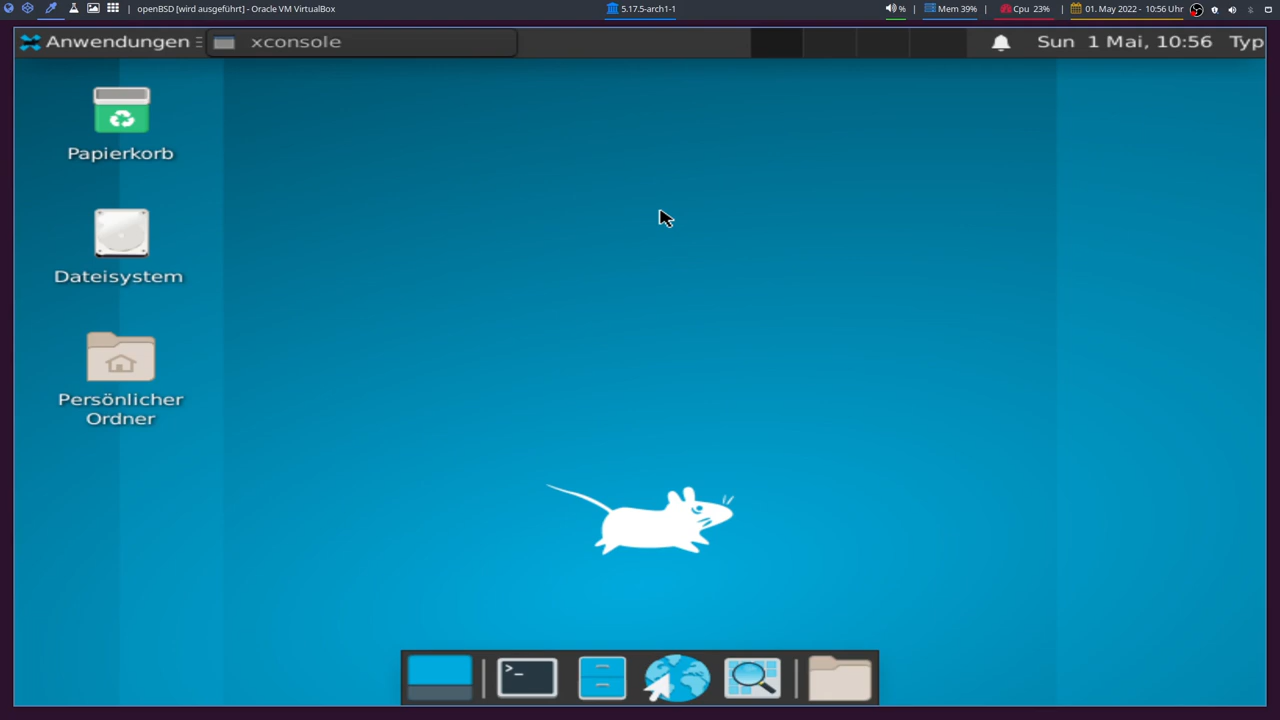 openBSD [wird ausgeführt] - Oracle VM VirtualBox
5.17.5-arch1-1
%
Mem 39%
Cpu 23%
01. May 2022 - 10:56 Uhr
Anwendungen
xconsole
Sun 1 Mai, 10:56
Typ
Papierkorb
Dateisystem
Persönlicher
Ordner
>_